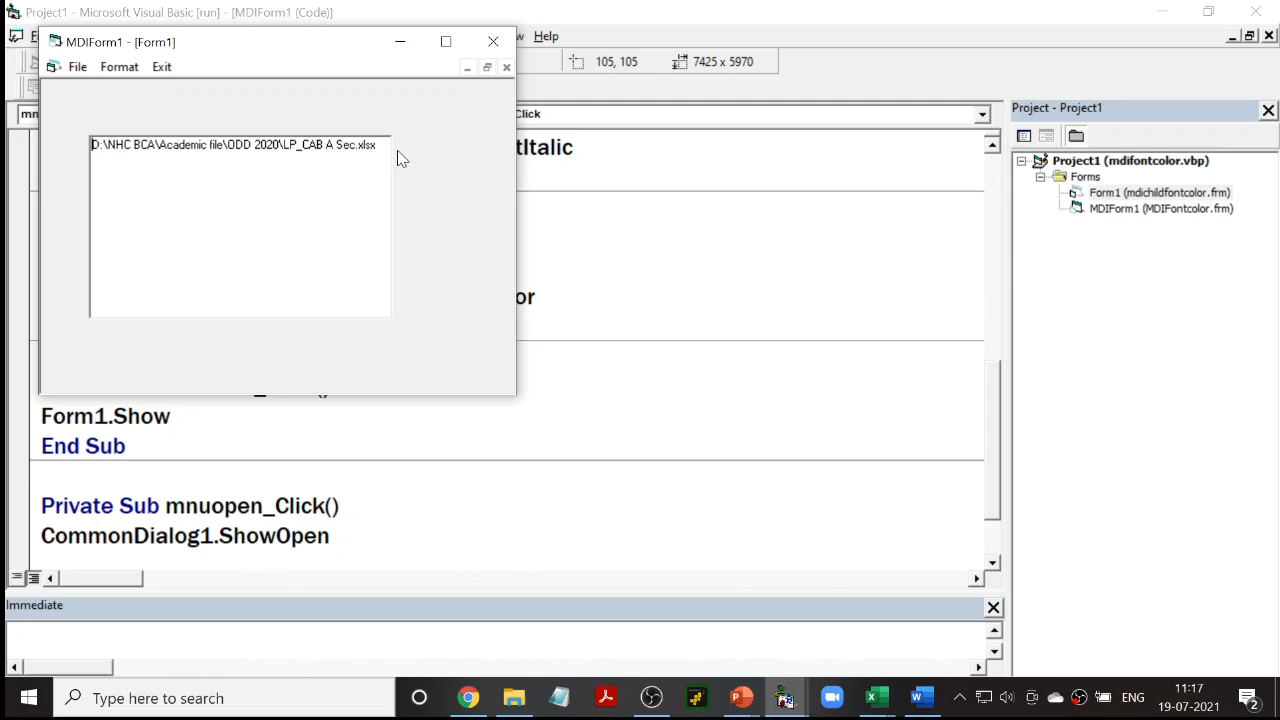 Project1 - Microsoft Visual Basic [run] - [MDIForm1 (Code)]
Help
MDIForm1 - [Form1]
File Format Exit
105, 105 7425 x 5970
Click
D:\NHC BCA\Academic file\ODD 2020\LP_CAB A Sec.xlsx
tItalic
or
Form1.Show
End Sub
Private Sub mnuopen_Click()
CommonDialog1.ShowOpen
Immediate
Project - Project1
Project1 (mdifontcolor.vbp)
Forms
Form1 (mdichildfontcolor.frm)
MDIForm1 (MDIFontcolor.frm)
Type here to search
ENG
11:17
19-07-2021
2